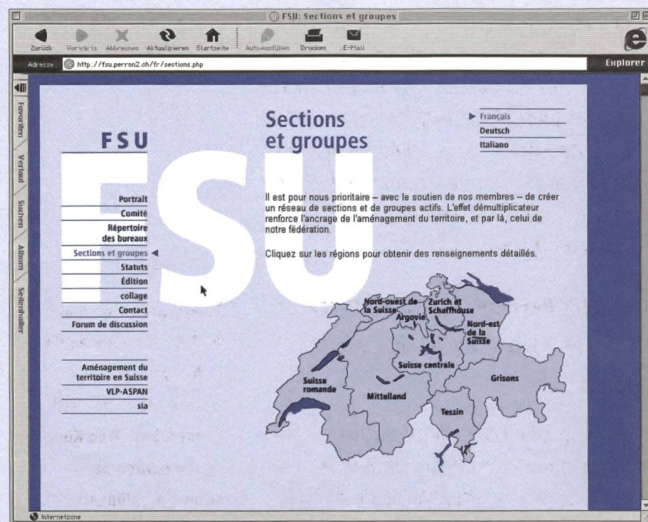 FSU: Sections et groupes
Zurück Vorwärts Abbrechen Aktualisieren Startseite Autoausfüllen Drucken E-Mail
Adresse: http://fsu.perron2.ch/fr/sections.php Explorer
Favoriten
Verlauf
Suchen
Album
Seitenhalter
FSU
FSU
Portrait
Comité
Répertoire
des bureaux
Sections et groupes
Statuts
Édition
collage
Contact
Forum de discussion
Aménagement du
territoire en Suisse
VLP-ASPAN
sia
Sections
et groupes
Français
Deutsch
Italiano
Il est pour nous prioritaire – avec le soutien de nos membres – de créer
un réseau de sections et de groupes actifs. L'effet démultiplicateur
renforce l'ancrage de l'aménagement du territoire, et par là, celui de
notre fédération.
Cliquez sur les régions pour obtenir des renseignements détaillés.
Nord-ouest de
la Suisse
Zurich et
Schaffhouse
Argovie
Nord-est
de la
Suisse
Suisse centrale
Suisse
romande
Mittelland
Grisons
Tessin
Internetzone